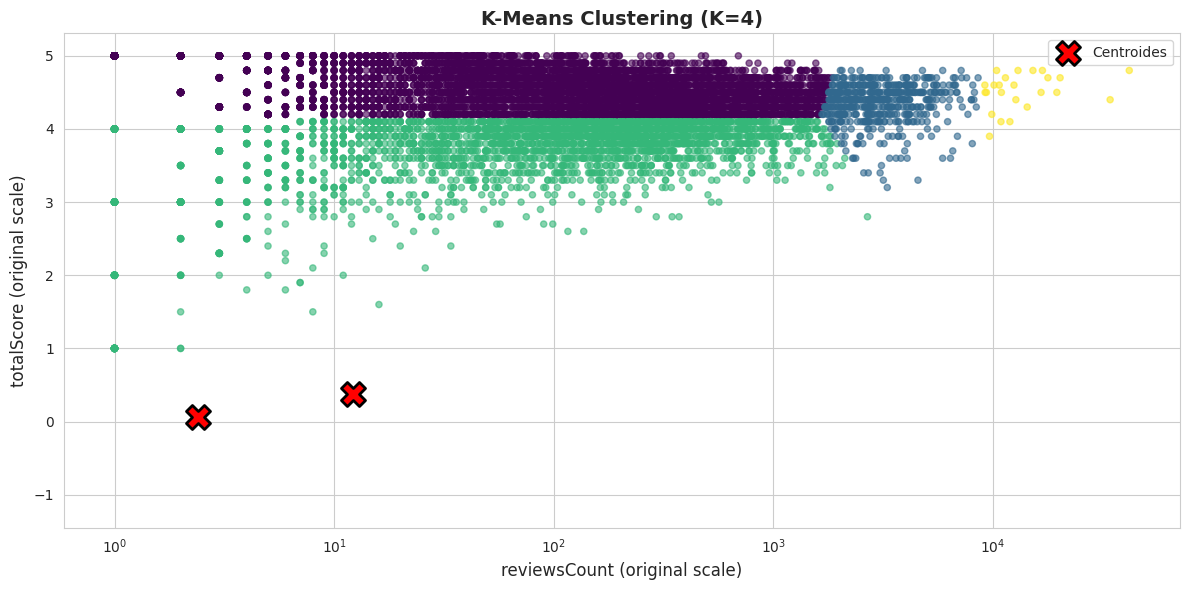 K-Means Clustering (K=4)
Centroides
totalScore (original scale)
5
4
3
2
1
0
−1
10⁰ 10¹ 10² 10³ 10⁴
reviewsCount (original scale)